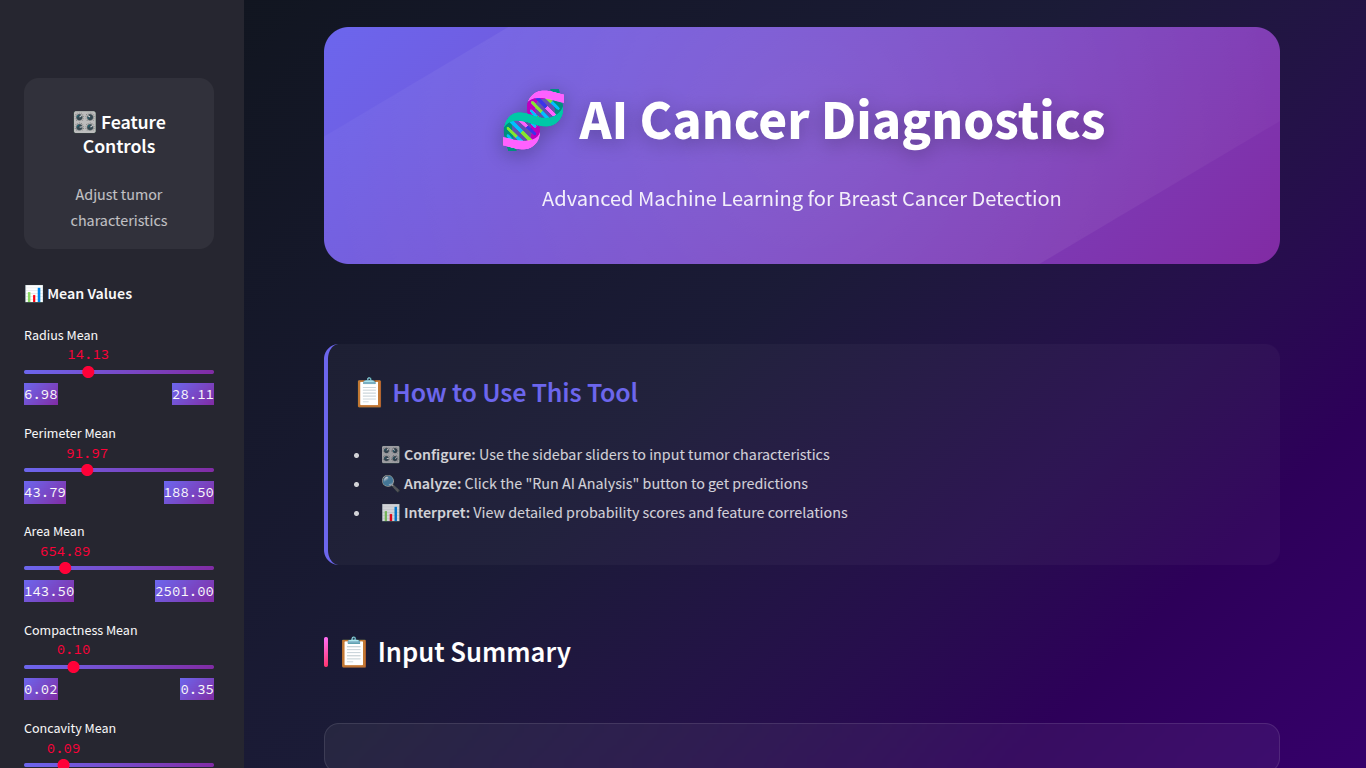 🎛️ Feature
Controls
Adjust tumor
characteristics
📊 Mean Values
Radius Mean
14.13
6.98 28.11
Perimeter Mean
91.97
43.79 188.50
Area Mean
654.89
143.50 2501.00
Compactness Mean
0.10
0.02 0.35
Concavity Mean
0.09
🧬 AI Cancer Diagnostics
Advanced Machine Learning for Breast Cancer Detection
📋 How to Use This Tool
• 🎛️ Configure: Use the sidebar sliders to input tumor characteristics
• 🔍 Analyze: Click the "Run AI Analysis" button to get predictions
• 📊 Interpret: View detailed probability scores and feature correlations
📋 Input Summary